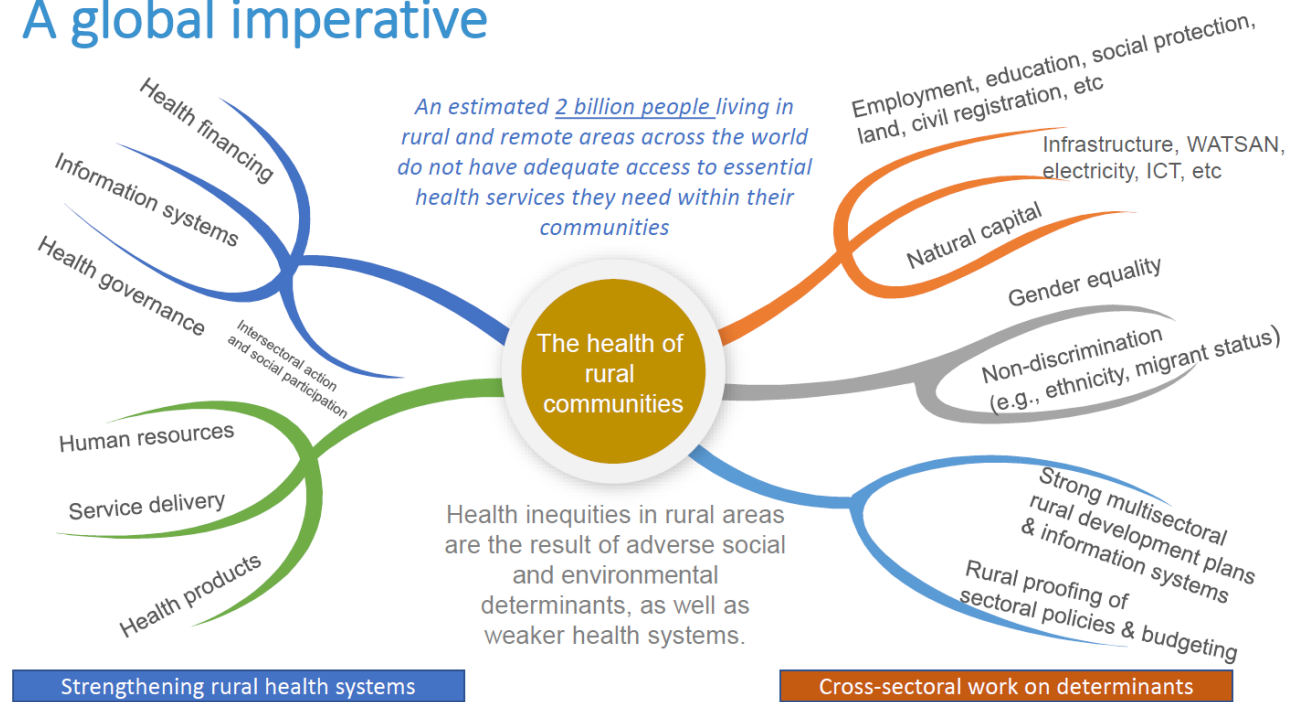 A global imperative
An estimated 2 billion people living in
rural and remote areas across the world
do not have adequate access to essential
health services they need within their
communities
Health financing
Information systems
Health governance
Intersectoral action
and social participation
Human resources
Service delivery
Health products
The health of
rural
communities
Employment, education, social protection,
land, civil registration, etc
Infrastructure, WATSAN,
electricity, ICT, etc
Natural capital
Gender equality
Non-discrimination
(e.g., ethnicity, migrant status)
Strong multisectoral
rural development plans
& information systems
Rural proofing of
sectoral policies & budgeting
Health inequities in rural areas
are the result of adverse social
and environmental
determinants, as well as
weaker health systems.
Strengthening rural health systems
Cross-sectoral work on determinants